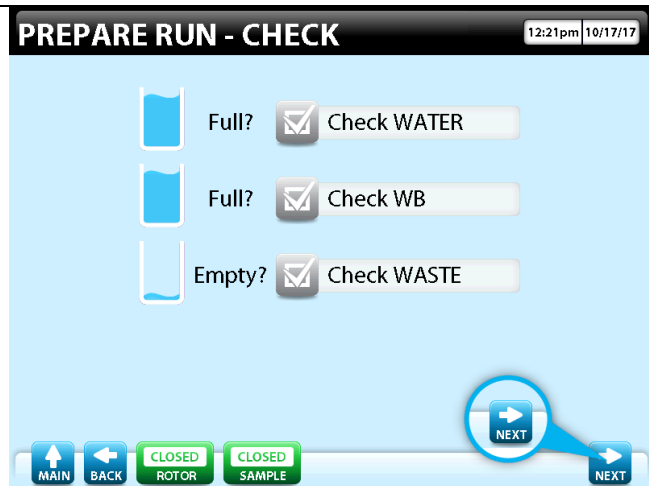 PREPARE RUN - CHECK
12:21pm 10/17/17
Full? Check WATER
Full? Check WB
Empty? Check WASTE
NEXT
MAIN BACK CLOSED ROTOR CLOSED SAMPLE NEXT